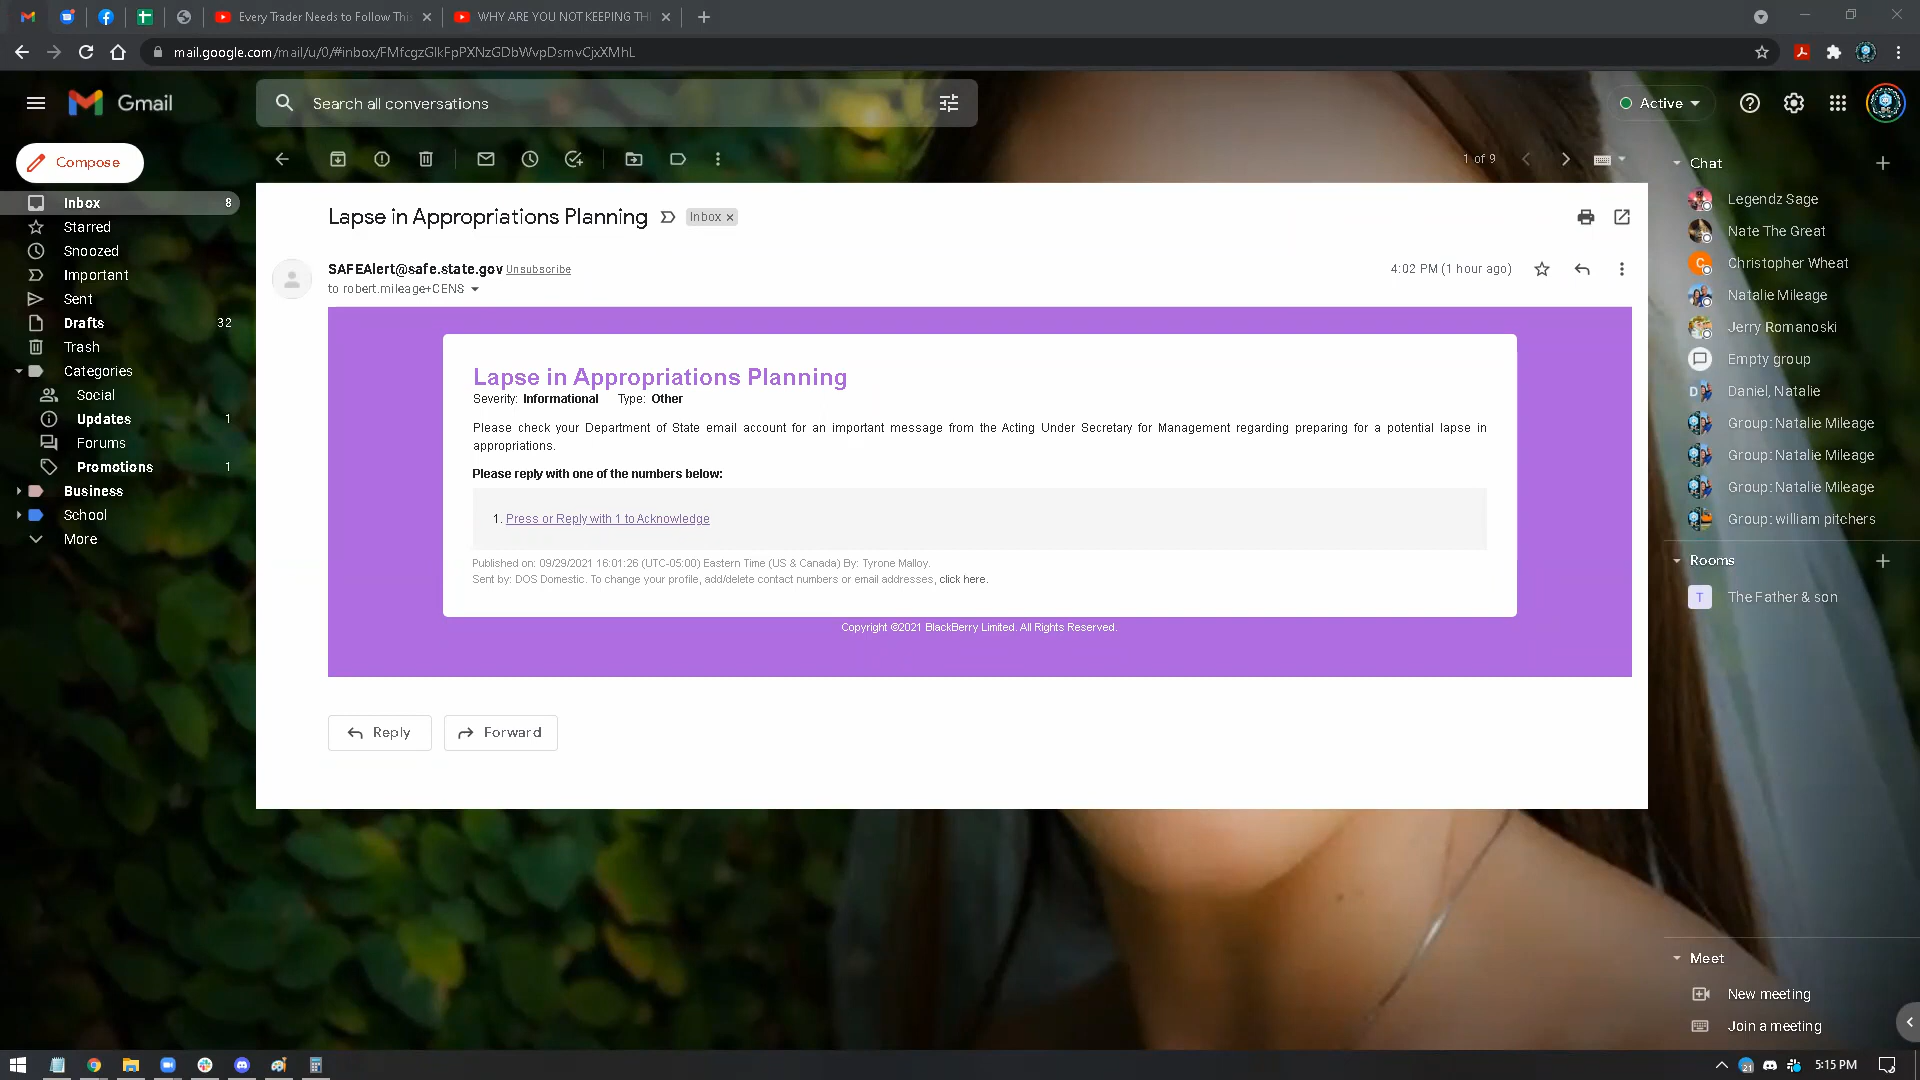 Every Trader Needs to Follow This
WHY ARE YOU NOT KEEPING TH
mail.google.com/mail/u/0/#inbox/FMfcgzGlkFpPXNzGDbWvpDsmvCjxXMhL
Gmail
Search all conversations
Active
Compose
1 of 9
Inbox 8
Starred
Snoozed
Important
Sent
Drafts 32
Trash
Categories
Social
Updates 1
Forums
Promotions 1
Business
School
More
Lapse in Appropriations Planning
Inbox x
SAFEAlert@safe.state.gov Unsubscribe
4:02 PM (1 hour ago)
to robert.mileage+CENS
Lapse in Appropriations Planning
Severity: Informational Type: Other
Please check your Department of State email account for an important message from the Acting Under Secretary for Management regarding preparing for a potential lapse in
appropriations.
Please reply with one of the numbers below:
1. Press or Reply with 1 to Acknowledge
Published on: 09/29/2021 16:01:26 (UTC-05:00) Eastern Time (US & Canada) By: Tyrone Malloy.
Sent by: DOS Domestic. To change your profile, add/delete contact numbers or email addresses, click here.
Copyright ©2021 BlackBerry Limited. All Rights Reserved.
Reply
Forward
Chat
Legendz Sage
Nate The Great
C
Christopher Wheat
Natalie Mileage
Jerry Romanoski
Empty group
D
Daniel, Natalie
Group: Natalie Mileage
Group: Natalie Mileage
Group: Natalie Mileage
Group: william pitchers
Rooms
T
The Father & son
Meet
New meeting
Join a meeting
21
5:15 PM